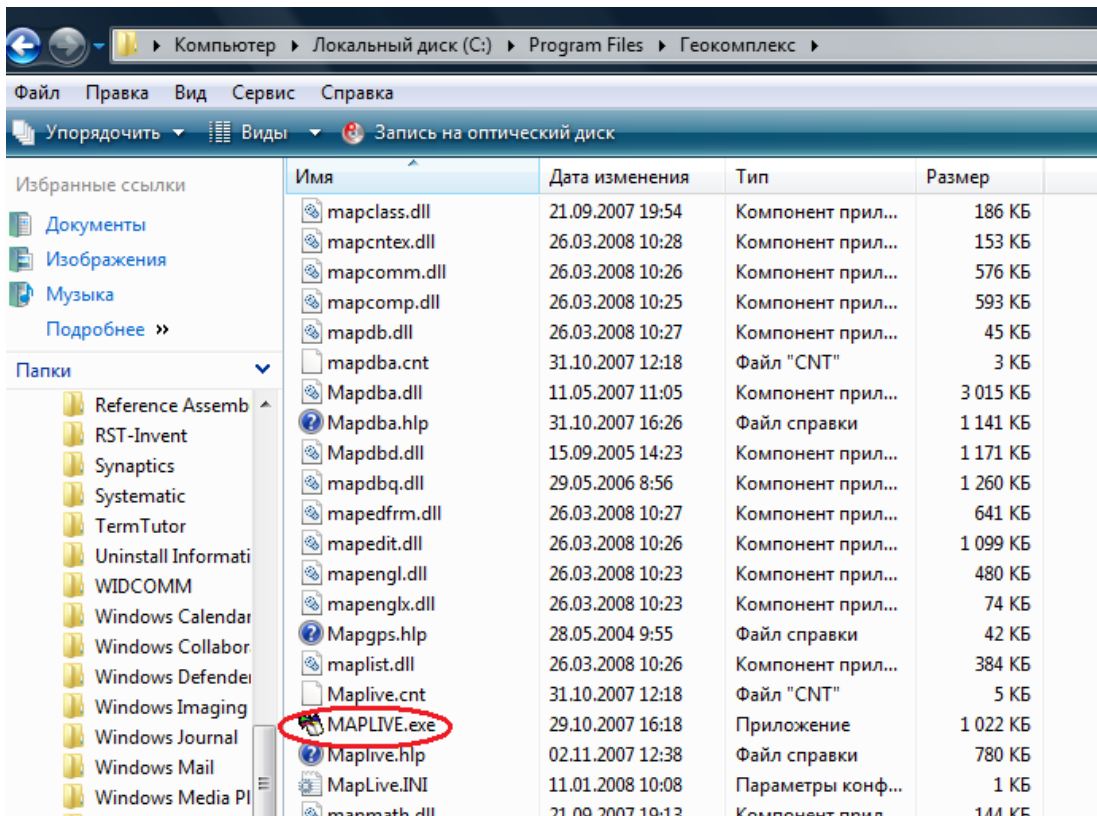 Компьютер ▸ Локальный диск (C:) ▸ Program Files ▸ Геокомплекс ▸
Файл Правка Вид Сервис Справка
Упорядочить Виды Запись на оптический диск
Избранные ссылки
Документы
Изображения
Музыка
Подробнее »
Папки
Reference Assemb
RST-Invent
Synaptics
Systematic
TermTutor
Uninstall Informati
WIDCOMM
Windows Calendar
Windows Collabor
Windows Defender
Windows Imaging
Windows Journal
Windows Mail
Windows Media Pl
Имя Дата изменения Тип Размер
mapclass.dll 21.09.2007 19:54 Компонент прил... 186 КБ
mapcntex.dll 26.03.2008 10:28 Компонент прил... 153 КБ
mapcomm.dll 26.03.2008 10:26 Компонент прил... 576 КБ
mapcomp.dll 26.03.2008 10:25 Компонент прил... 593 КБ
mapdb.dll 26.03.2008 10:27 Компонент прил... 45 КБ
mapdba.cnt 31.10.2007 12:18 Файл "CNT" 3 КБ
Mapdba.dll 11.05.2007 11:05 Компонент прил... 3 015 КБ
Mapdba.hlp 31.10.2007 16:26 Файл справки 1 141 КБ
Mapdbd.dll 15.09.2005 14:23 Компонент прил... 1 171 КБ
mapdbq.dll 29.05.2006 8:56 Компонент прил... 1 260 КБ
mapedfrm.dll 26.03.2008 10:27 Компонент прил... 641 КБ
mapedit.dll 26.03.2008 10:26 Компонент прил... 1 099 КБ
mapengl.dll 26.03.2008 10:23 Компонент прил... 480 КБ
mapenglx.dll 26.03.2008 10:23 Компонент прил... 74 КБ
Mapgps.hlp 28.05.2004 9:55 Файл справки 42 КБ
maplist.dll 26.03.2008 10:26 Компонент прил... 384 КБ
Maplive.cnt 31.10.2007 12:18 Файл "CNT" 5 КБ
MAPLIVE.exe 29.10.2007 16:18 Приложение 1 022 КБ
Maplive.hlp 02.11.2007 12:38 Файл справки 780 КБ
MapLive.INI 11.01.2008 10:08 Параметры конф... 1 КБ
mapmath.dll 21.09.2007 19:13 Компонент прил... 144 КБ